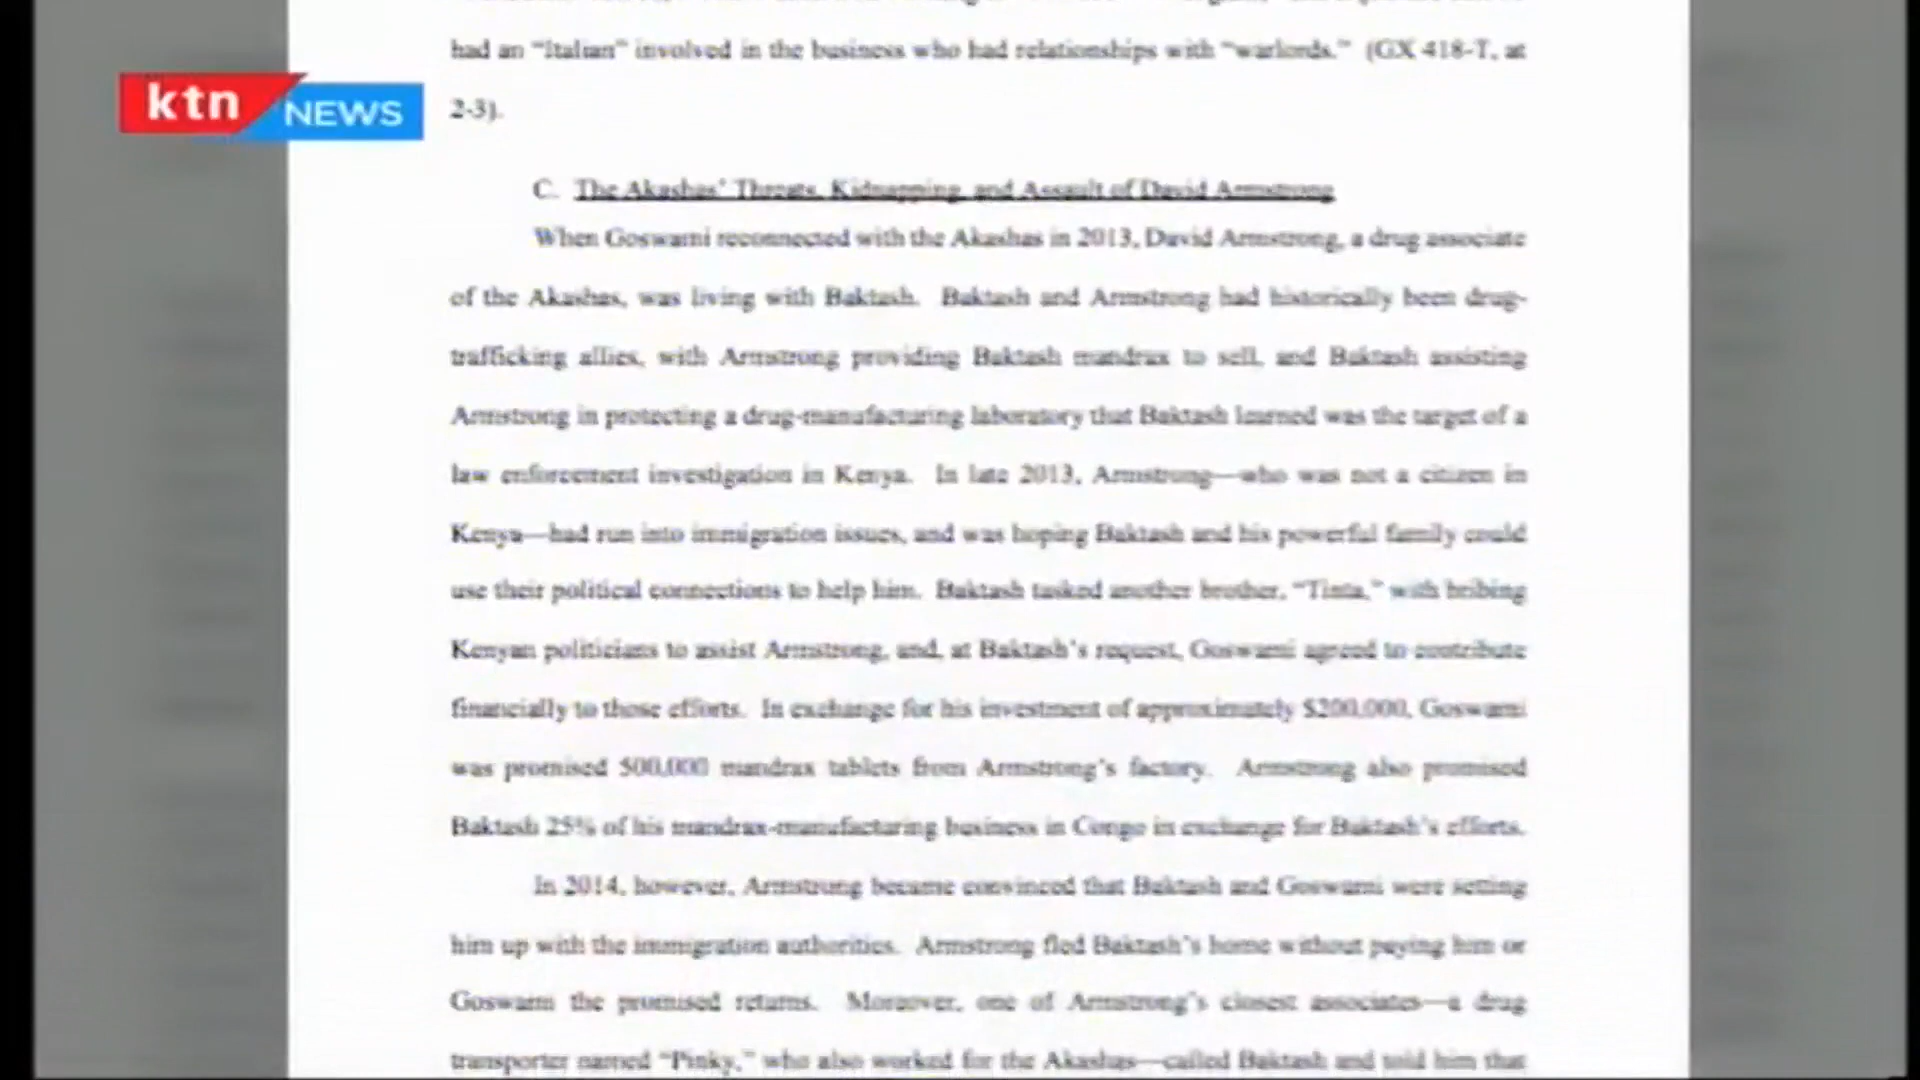 had an “Italian” involved in the business who had relationships with “warlords.” (GX 418-T, at
ktn NEWS
2-3).
C. The Akashas’ Threats, Kidnapping, and Assault of David Armstrong
When Goswami reconnected with the Akashas in 2013, David Armstrong, a drug associate
of the Akashas, was living with Baktash. Baktash and Armstrong had historically been drug-
trafficking allies, with Armstrong providing Baktash mandrax to sell, and Baktash assisting
Armstrong in protecting a drug-manufacturing laboratory that Baktash learned was the target of a
law enforcement investigation in Kenya. In late 2013, Armstrong—who was not a citizen in
Kenya—had run into immigration issues, and was hoping Baktash and his powerful family could
use their political connections to help him. Baktash tasked another brother, “Tinta,” with bribing
Kenyan politicians to assist Armstrong, and, at Baktash’s request, Goswami agreed to contribute
financially to those efforts. In exchange for his investment of approximately $200,000, Goswami
was promised 500,000 mandrax tablets from Armstrong’s factory. Armstrong also promised
Baktash 25% of his mandrax-manufacturing business in Congo in exchange for Baktash’s efforts.
In 2014, however, Armstrong became convinced that Baktash and Goswami were setting
him up with the immigration authorities. Armstrong fled Baktash’s home without paying him or
Goswami the promised returns. Moreover, one of Armstrong’s closest associates—a drug
transporter named “Pinky,” who also worked for the Akashas—called Baktash and told him that